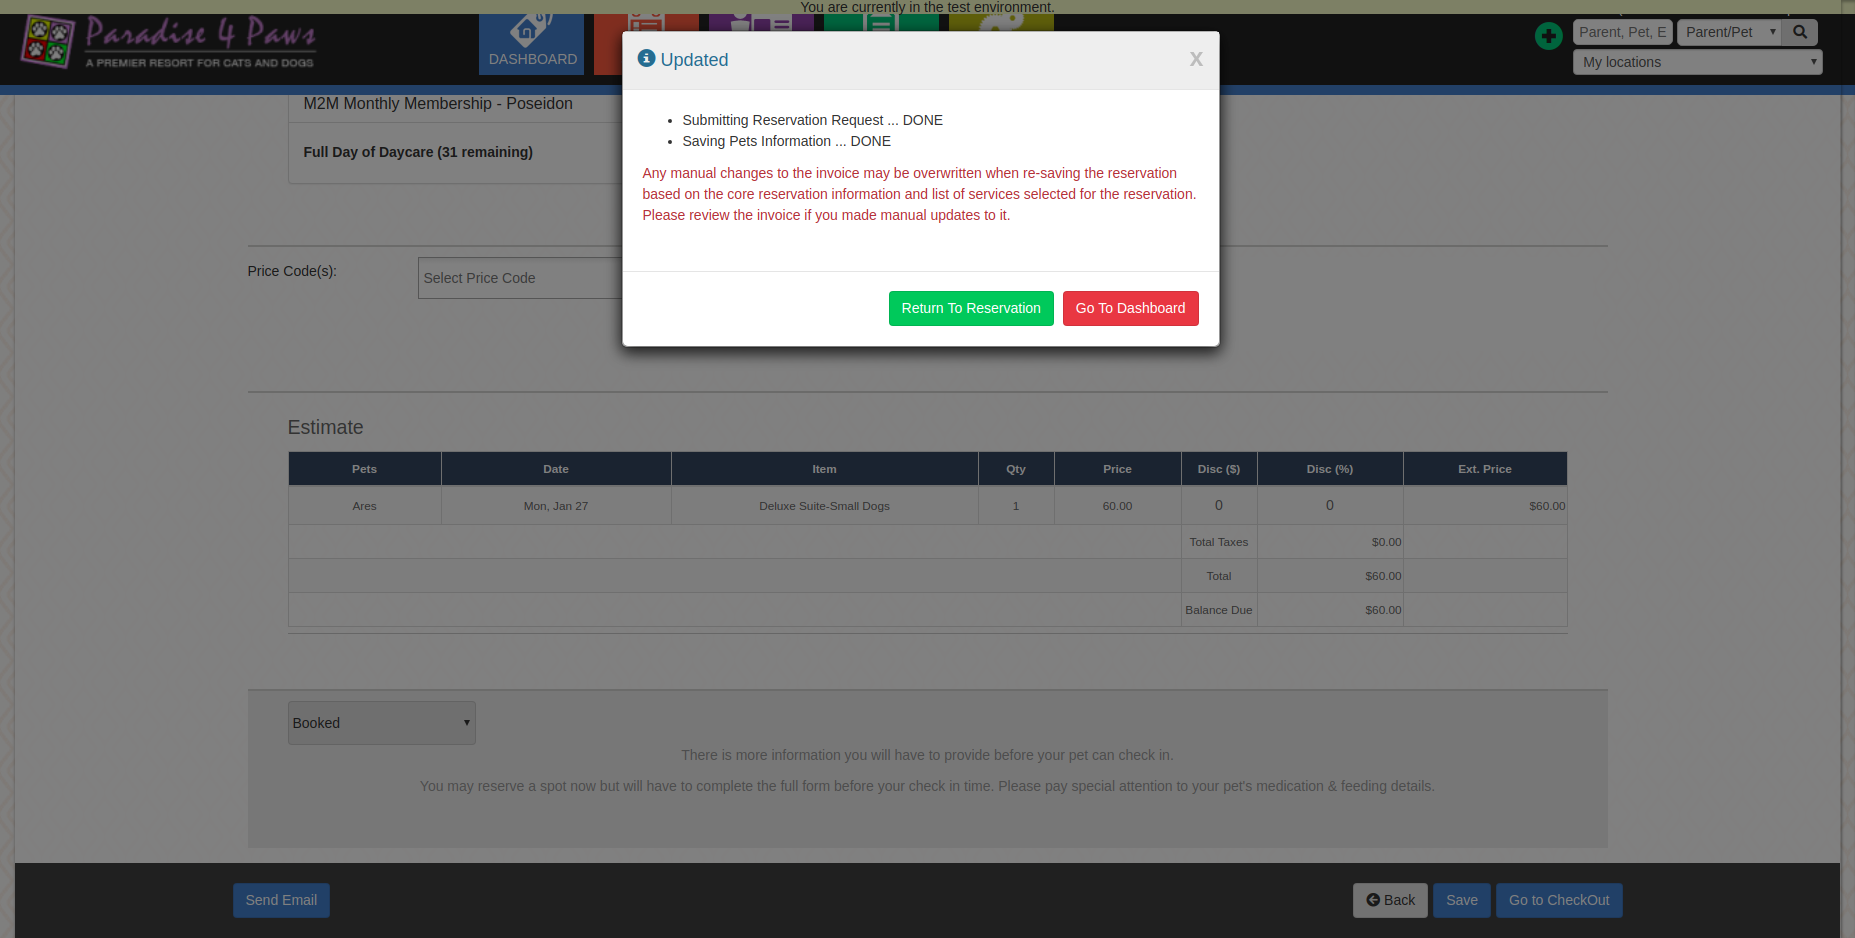 You are currently in the test environment.
Paradise 4 Paws
A PREMIER RESORT FOR CATS AND DOGS
DASHBOARD
Parent, Pet, E
Parent/Pet
My locations
Updated
X
Submitting Reservation Request ... DONE
Saving Pets Information ... DONE
Any manual changes to the invoice may be overwritten when re-saving the reservation
based on the core reservation information and list of services selected for the reservation.
Please review the invoice if you made manual updates to it.
Return To Reservation Go To Dashboard
M2M Monthly Membership - Poseidon
Full Day of Daycare (31 remaining)
Price Code(s):
Select Price Code
Estimate
Pets Date Item Qty Price Disc ($) Disc (%) Ext. Price
Ares Mon, Jan 27 Deluxe Suite-Small Dogs 1 60.00 0 0 $60.00
Total Taxes $0.00
Total $60.00
Balance Due $60.00
Booked
There is more information you will have to provide before your pet can check in.
You may reserve a spot now but will have to complete the full form before your check in time. Please pay special attention to your pet's medication & feeding details.
Send Email Back Save Go to CheckOut